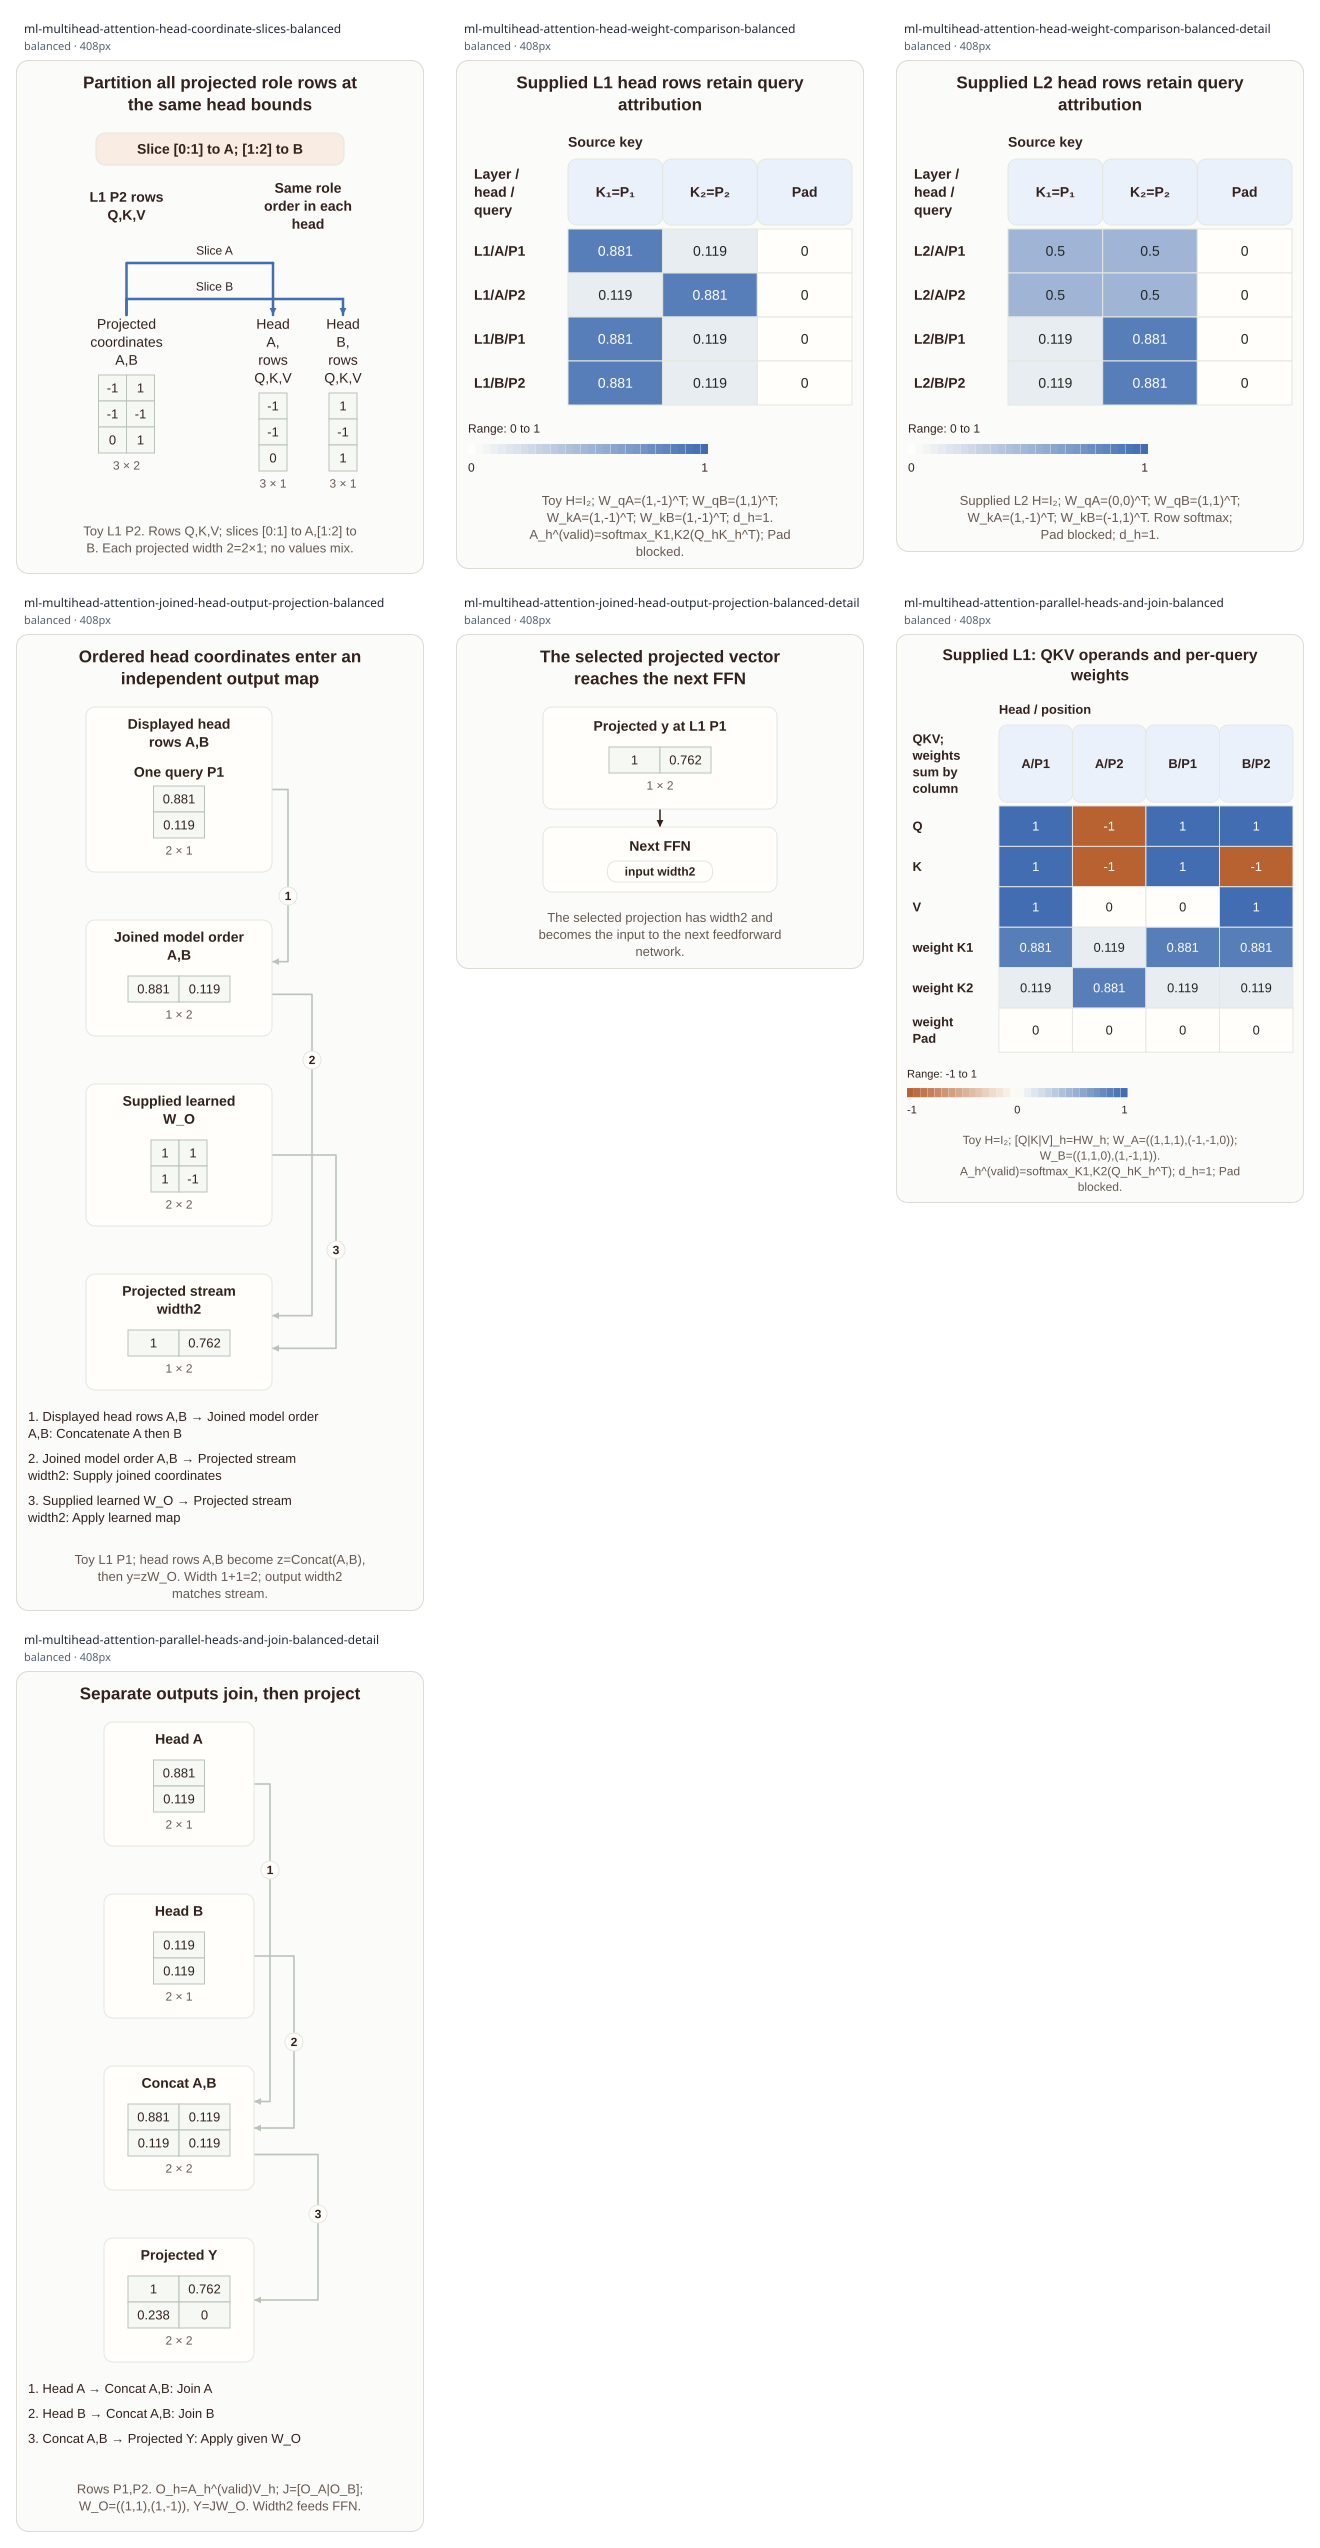 ml-multihead-attention-head-coordinate-slices-balanced
balanced · 408px
Partition all projected role rows at
the same head bounds
Slice [0:1] to A; [1:2] to B
L1 P2 rows
Q,K,V
Same role
order in each
head
Slice A
Slice B
Projected
coordinates
A,B
-1 1
-1 -1
0 1
3 × 2
Head
A,
rows
Q,K,V
-1
-1
0
3 × 1
Head
B,
rows
Q,K,V
1
-1
1
3 × 1
Toy L1 P2. Rows Q,K,V; slices [0:1] to A,[1:2] to
B. Each projected width 2=2×1; no values mix.
ml-multihead-attention-head-weight-comparison-balanced
balanced · 408px
Supplied L1 head rows retain query
attribution
Source key
Layer /
head /
query
K₁=P₁ K₂=P₂ Pad
L1/A/P1 0.881 0.119 0
L1/A/P2 0.119 0.881 0
L1/B/P1 0.881 0.119 0
L1/B/P2 0.881 0.119 0
Range: 0 to 1
0 1
Toy H=I₂; W_qA=(1,-1)^T; W_qB=(1,1)^T;
W_kA=(1,-1)^T; W_kB=(1,-1)^T; d_h=1.
A_h^(valid)=softmax_K1,K2(Q_hK_h^T); Pad
blocked.
ml-multihead-attention-head-weight-comparison-balanced-detail
balanced · 408px
Supplied L2 head rows retain query
attribution
Source key
Layer /
head /
query
K₁=P₁ K₂=P₂ Pad
L2/A/P1 0.5 0.5 0
L2/A/P2 0.5 0.5 0
L2/B/P1 0.119 0.881 0
L2/B/P2 0.119 0.881 0
Range: 0 to 1
0 1
Supplied L2 H=I₂; W_qA=(0,0)^T; W_qB=(1,1)^T;
W_kA=(1,-1)^T; W_kB=(-1,1)^T. Row softmax;
Pad blocked; d_h=1.
ml-multihead-attention-joined-head-output-projection-balanced
balanced · 408px
Ordered head coordinates enter an
independent output map
Displayed head
rows A,B
One query P1
0.881
0.119
2 × 1
1
Joined model order
A,B
0.881 0.119
1 × 2
2
Supplied learned
W_O
1 1
1 -1
2 × 2
3
Projected stream
width2
1 0.762
1 × 2
1. Displayed head rows A,B → Joined model order
A,B: Concatenate A then B
2. Joined model order A,B → Projected stream
width2: Supply joined coordinates
3. Supplied learned W_O → Projected stream
width2: Apply learned map
Toy L1 P1; head rows A,B become z=Concat(A,B),
then y=zW_O. Width 1+1=2; output width2
matches stream.
ml-multihead-attention-joined-head-output-projection-balanced-detail
balanced · 408px
The selected projected vector
reaches the next FFN
Projected y at L1 P1
1 0.762
1 × 2
Next FFN
input width2
The selected projection has width2 and
becomes the input to the next feedforward
network.
ml-multihead-attention-parallel-heads-and-join-balanced
balanced · 408px
Supplied L1: QKV operands and per-query
weights
Head / position
QKV;
weights
sum by
column
A/P1 A/P2 B/P1 B/P2
Q 1 -1 1 1
K 1 -1 1 -1
V 1 0 0 1
weight K1 0.881 0.119 0.881 0.881
weight K2 0.119 0.881 0.119 0.119
weight
Pad
0 0 0 0
Range: -1 to 1
-1 0 1
Toy H=I₂; [Q|K|V]_h=HW_h; W_A=((1,1,1),(-1,-1,0));
W_B=((1,1,0),(1,-1,1)).
A_h^(valid)=softmax_K1,K2(Q_hK_h^T); d_h=1; Pad
blocked.
ml-multihead-attention-parallel-heads-and-join-balanced-detail
balanced · 408px
Separate outputs join, then project
Head A
0.881
0.119
2 × 1
1
Head B
0.119
0.119
2 × 1
2
Concat A,B
0.881 0.119
0.119 0.119
2 × 2
3
Projected Y
1 0.762
0.238 0
2 × 2
1. Head A → Concat A,B: Join A
2. Head B → Concat A,B: Join B
3. Concat A,B → Projected Y: Apply given W_O
Rows P1,P2. O_h=A_h^(valid)V_h; J=[O_A|O_B];
W_O=((1,1),(1,-1)), Y=JW_O. Width2 feeds FFN.